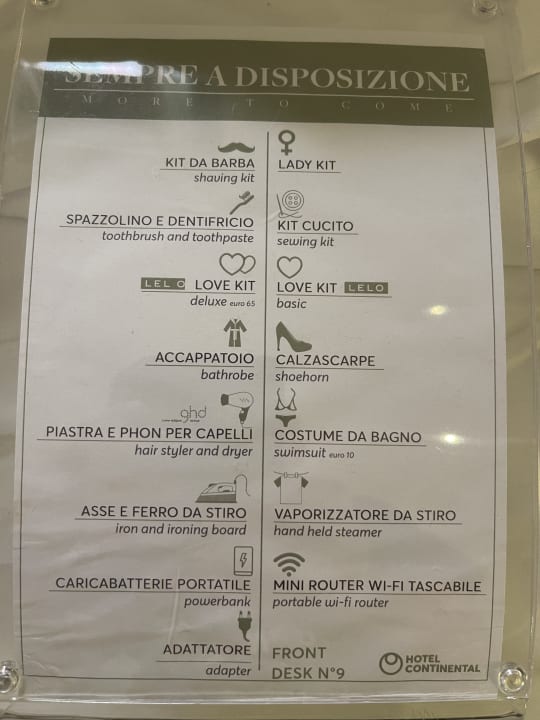 SEMPRE A DISPOSIZIONE
MORE TO COME
KIT DA BARBA
shaving kit
LADY KIT
SPAZZOLINO E DENTIFRICIO
toothbrush and toothpaste
KIT CUCITO
sewing kit
LELO LOVE KIT
deluxe euro 65
LOVE KIT LELO
basic
ACCAPPATOIO
bathrobe
CALZASCARPE
shoehorn
ghd
PIASTRA E PHON PER CAPELLI
hair styler and dryer
COSTUME DA BAGNO
swimsuit euro 10
ASSE E FERRO DA STIRO
iron and ironing board
VAPORIZZATORE DA STIRO
hand held steamer
CARICABATTERIE PORTATILE
powerbank
MINI ROUTER WI-FI TASCABILE
portable wi-fi router
ADATTATORE
adapter
FRONT
DESK N°9
HOTEL
CONTINENTAL